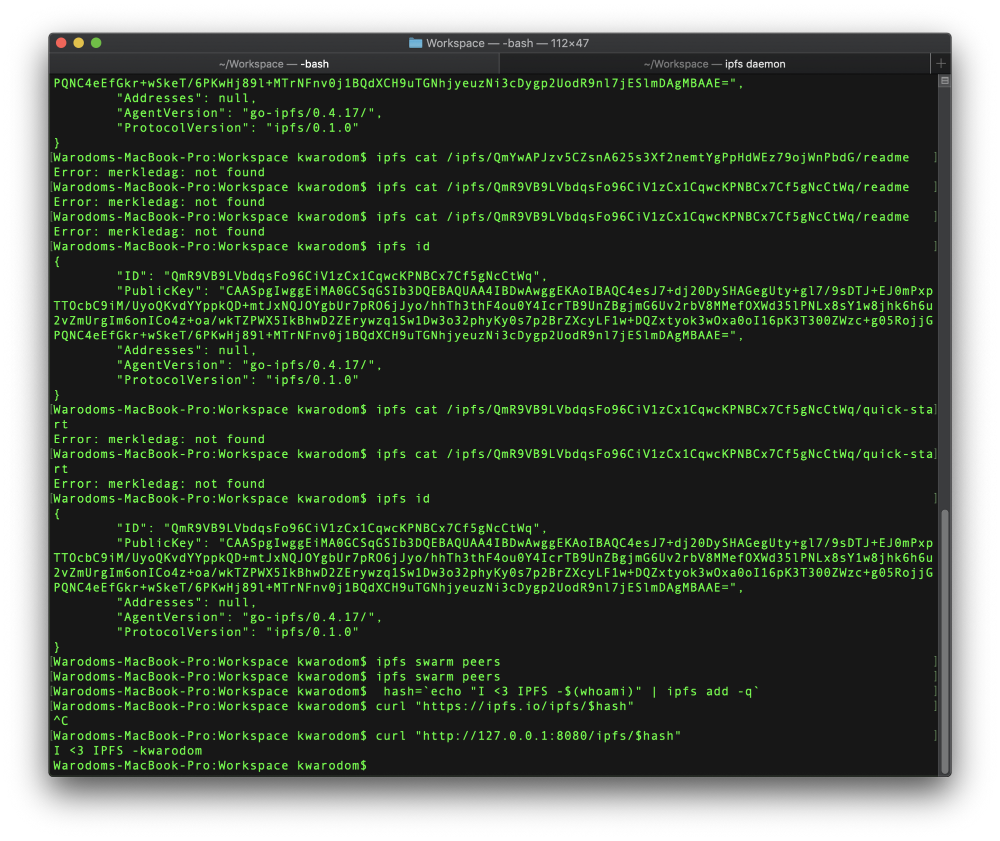 Workspace — -bash — 112×47
~/Workspace — -bash
~/Workspace — ipfs daemon
PQNC4eEfGkr+wSkeT/6PKwHj89l+MTrNFnv0j1BQdXCH9uTGNhjyeuzNi3cDygp2UodR9nl7jESlmDAgMBAAE=",
"Addresses": null,
"AgentVersion": "go-ipfs/0.4.17/",
"ProtocolVersion": "ipfs/0.1.0"
}
[Warodoms-MacBook-Pro:Workspace kwarodom$ ipfs cat /ipfs/QmYwAPJzv5CZsnA625s3Xf2nemtYgPpHdWEz79ojWnPbdG/readme ]
Error: merkledag: not found
[Warodoms-MacBook-Pro:Workspace kwarodom$ ipfs cat /ipfs/QmR9VB9LVbdqsFo96CiV1zCx1CqwcKPNBCx7Cf5gNcCtWq/readme ]
Error: merkledag: not found
[Warodoms-MacBook-Pro:Workspace kwarodom$ ipfs cat /ipfs/QmR9VB9LVbdqsFo96CiV1zCx1CqwcKPNBCx7Cf5gNcCtWq/readme ]
Error: merkledag: not found
[Warodoms-MacBook-Pro:Workspace kwarodom$ ipfs id ]
{
"ID": "QmR9VB9LVbdqsFo96CiV1zCx1CqwcKPNBCx7Cf5gNcCtWq",
"PublicKey": "CAASpgIwggEiMA0GCSqGSIb3DQEBAQUAA4IBDwAwggEKAoIBAQC4esJ7+dj20DySHAGegUty+gl7/9sDTJ+EJ0mPxp
TTOcbC9iM/UyoQKvdYYppkQD+mtJxNQJOYgbUr7pRO6jJyo/hhTh3thF4ou0Y4IcrTB9UnZBgjmG6Uv2rbV8MMefOXWd35lPNLx8sY1w8jhk6h6u
2vZmUrgIm6onICo4z+oa/wkTZPWX5IkBhwD2ZErywzq1Sw1Dw3o32phyKy0s7p2BrZXcyLF1w+DQZxtyok3wOxa0oI16pK3T300ZWzc+g05RojjG
PQNC4eEfGkr+wSkeT/6PKwHj89l+MTrNFnv0j1BQdXCH9uTGNhjyeuzNi3cDygp2UodR9nl7jESlmDAgMBAAE=",
"Addresses": null,
"AgentVersion": "go-ipfs/0.4.17/",
"ProtocolVersion": "ipfs/0.1.0"
}
[Warodoms-MacBook-Pro:Workspace kwarodom$ ipfs cat /ipfs/QmR9VB9LVbdqsFo96CiV1zCx1CqwcKPNBCx7Cf5gNcCtWq/quick-sta]
rt
Error: merkledag: not found
[Warodoms-MacBook-Pro:Workspace kwarodom$ ipfs cat /ipfs/QmR9VB9LVbdqsFo96CiV1zCx1CqwcKPNBCx7Cf5gNcCtWq/quick-sta]
rt
Error: merkledag: not found
[Warodoms-MacBook-Pro:Workspace kwarodom$ ipfs id ]
{
"ID": "QmR9VB9LVbdqsFo96CiV1zCx1CqwcKPNBCx7Cf5gNcCtWq",
"PublicKey": "CAASpgIwggEiMA0GCSqGSIb3DQEBAQUAA4IBDwAwggEKAoIBAQC4esJ7+dj20DySHAGegUty+gl7/9sDTJ+EJ0mPxp
TTOcbC9iM/UyoQKvdYYppkQD+mtJxNQJOYgbUr7pRO6jJyo/hhTh3thF4ou0Y4IcrTB9UnZBgjmG6Uv2rbV8MMefOXWd35lPNLx8sY1w8jhk6h6u
2vZmUrgIm6onICo4z+oa/wkTZPWX5IkBhwD2ZErywzq1Sw1Dw3o32phyKy0s7p2BrZXcyLF1w+DQZxtyok3wOxa0oI16pK3T300ZWzc+g05RojjG
PQNC4eEfGkr+wSkeT/6PKwHj89l+MTrNFnv0j1BQdXCH9uTGNhjyeuzNi3cDygp2UodR9nl7jESlmDAgMBAAE=",
"Addresses": null,
"AgentVersion": "go-ipfs/0.4.17/",
"ProtocolVersion": "ipfs/0.1.0"
}
[Warodoms-MacBook-Pro:Workspace kwarodom$ ipfs swarm peers ]
[Warodoms-MacBook-Pro:Workspace kwarodom$ ipfs swarm peers ]
[Warodoms-MacBook-Pro:Workspace kwarodom$  hash=`echo "I <3 IPFS -$(whoami)" | ipfs add -q` ]
[Warodoms-MacBook-Pro:Workspace kwarodom$ curl "https://ipfs.io/ipfs/$hash" ]
^C
[Warodoms-MacBook-Pro:Workspace kwarodom$ curl "http://127.0.0.1:8080/ipfs/$hash" ]
I <3 IPFS -kwarodom
Warodoms-MacBook-Pro:Workspace kwarodom$